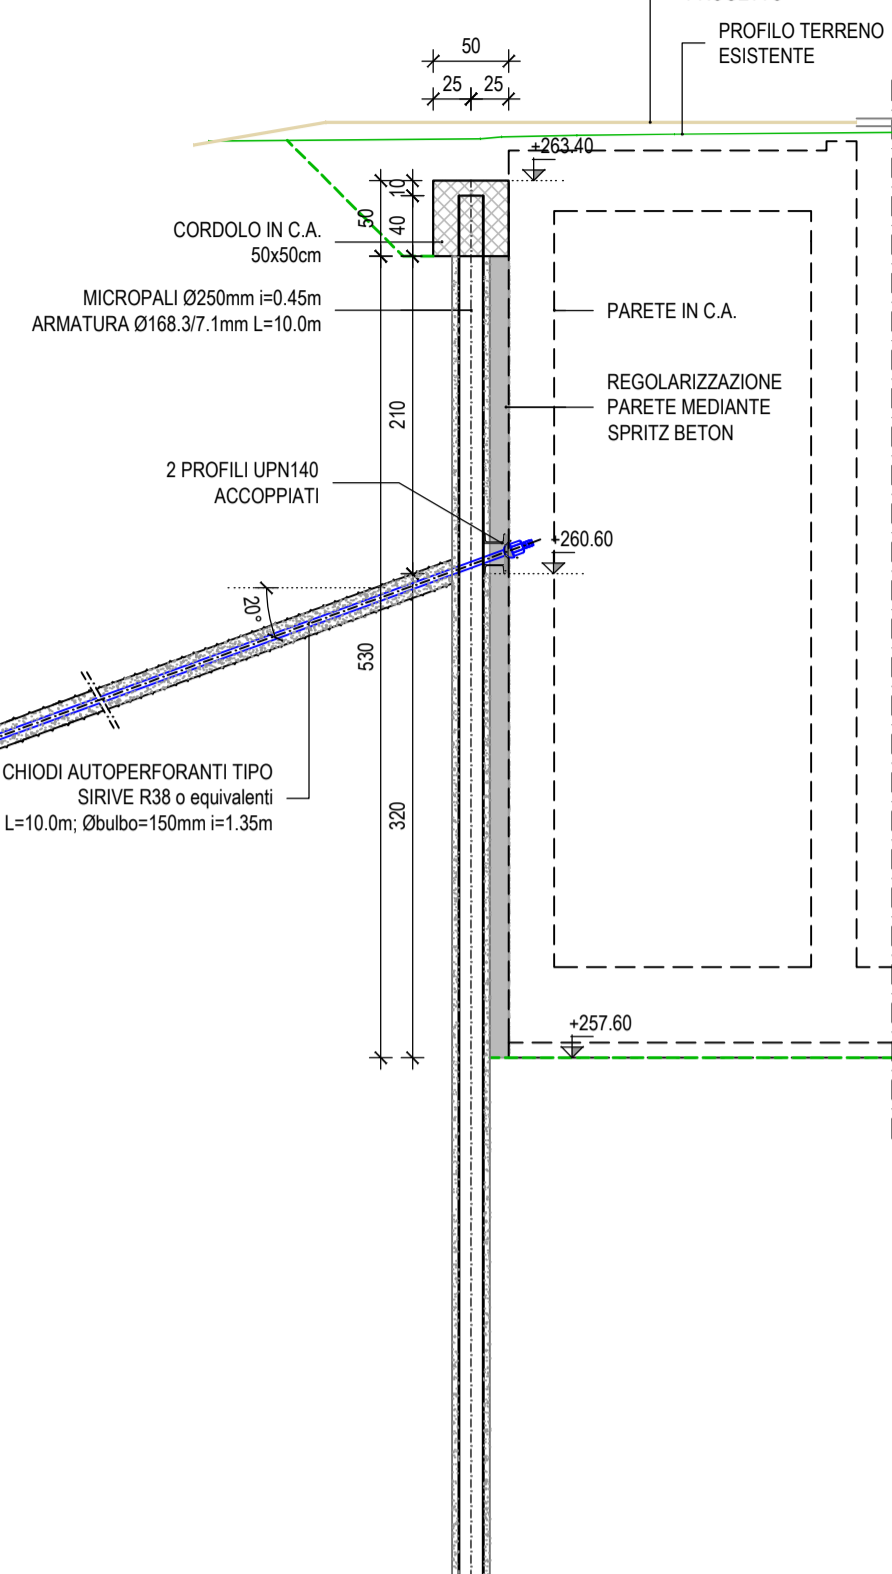 PROFILO TERRENO
ESISTENTE
50
25 25
+263.40
10
50
40
CORDOLO IN C.A.
50x50cm
MICROPALI Ø250mm i=0.45m
ARMATURA Ø168.3/7.1mm L=10.0m
PARETE IN C.A.
REGOLARIZZAZIONE
PARETE MEDIANTE
SPRITZ BETON
210
2 PROFILI UPN140
ACCOPPIATI
+260.60
20°
530
CHIODI AUTOPERFORANTI TIPO
SIRIVE R38 o equivalenti
L=10.0m; Øbulbo=150mm i=1.35m
320
+257.60